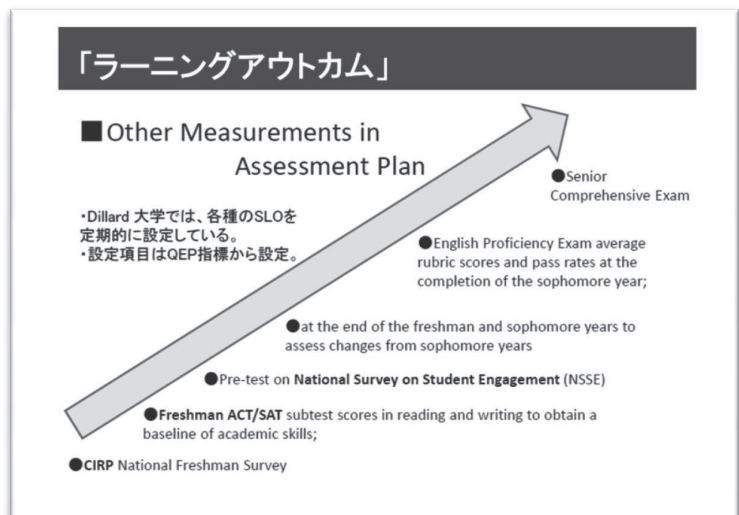 「ラーニングアウトカム」
■Other Measurements in
Assessment Plan
・Dillard 大学では、各種のSLOを
定期的に設定している。
・設定項目はQEP指標から設定。
●Senior
Comprehensive Exam
●English Proficiency Exam average
rubric scores and pass rates at the
completion of the sophomore year;
●at the end of the freshman and sophomore years to
assess changes from sophomore years
●Pre-test on National Survey on Student Engagement (NSSE)
●Freshman ACT/SAT subtest scores in reading and writing to obtain a
baseline of academic skills;
●CIRP National Freshman Survey